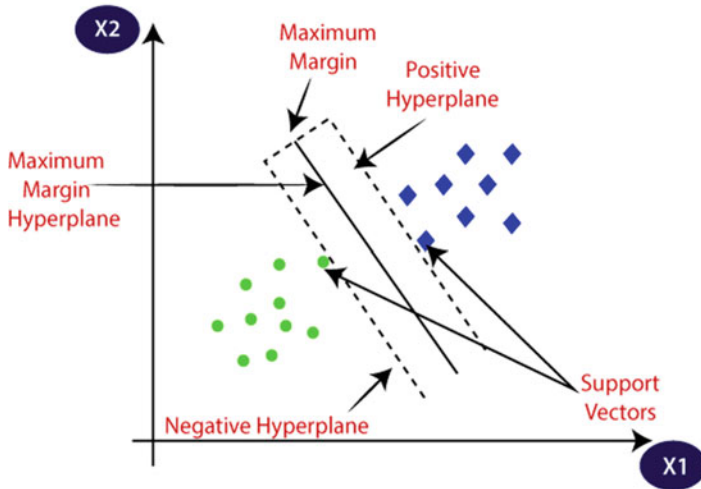 X2
Maximum
Margin
Positive
Hyperplane
Maximum
Margin
Hyperplane
Support
Vectors
Negative Hyperplane
X1